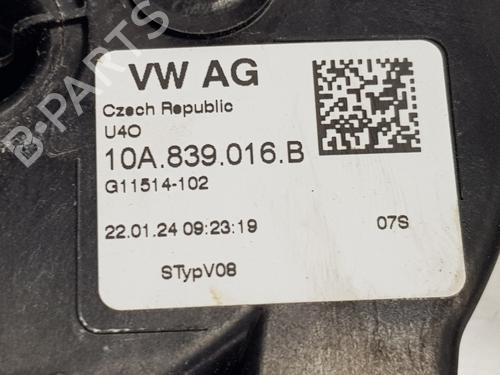 VW AG
Czech Republic
U4O
10A.839.016.B
G11514-102
22.01.24 09:23:19 07S
STypV08
B-PARTS